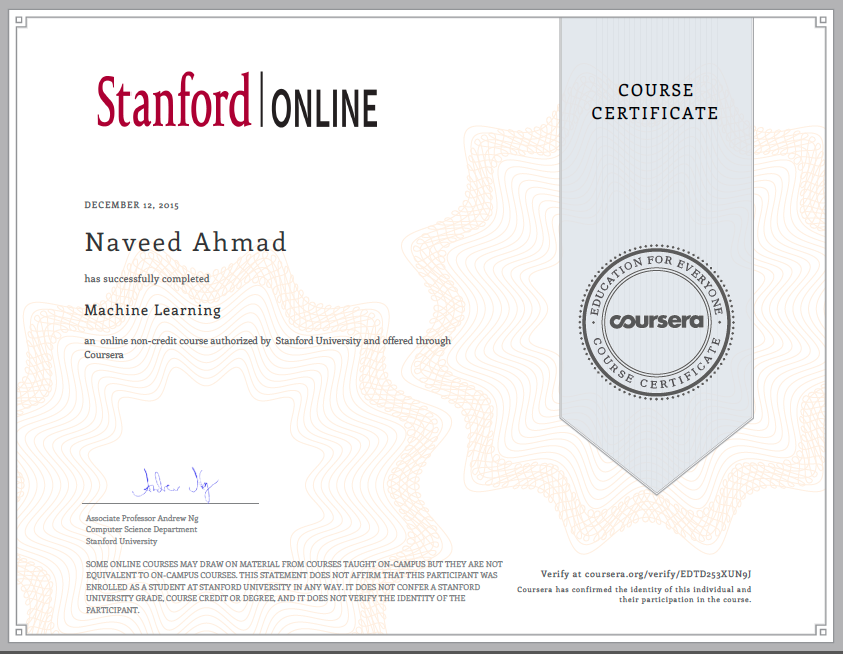 Stanford | ONLINE
COURSE
CERTIFICATE
DECEMBER 12, 2015
Naveed Ahmad
has successfully completed
Machine Learning
an online non-credit course authorized by Stanford University and offered through
Coursera
EDUCATION FOR EVERYONE
coursera
COURSE CERTIFICATE
Andrew Ng
Associate Professor Andrew Ng
Computer Science Department
Stanford University
SOME ONLINE COURSES MAY DRAW ON MATERIAL FROM COURSES TAUGHT ON-CAMPUS BUT THEY ARE NOT
EQUIVALENT TO ON-CAMPUS COURSES. THIS STATEMENT DOES NOT AFFIRM THAT THIS PARTICIPANT WAS
ENROLLED AS A STUDENT AT STANFORD UNIVERSITY IN ANY WAY. IT DOES NOT CONFER A STANFORD
UNIVERSITY GRADE, COURSE CREDIT OR DEGREE, AND IT DOES NOT VERIFY THE IDENTITY OF THE
PARTICIPANT.
Verify at coursera.org/verify/EDTD253XUN9J
Coursera has confirmed the identity of this individual and
their participation in the course.